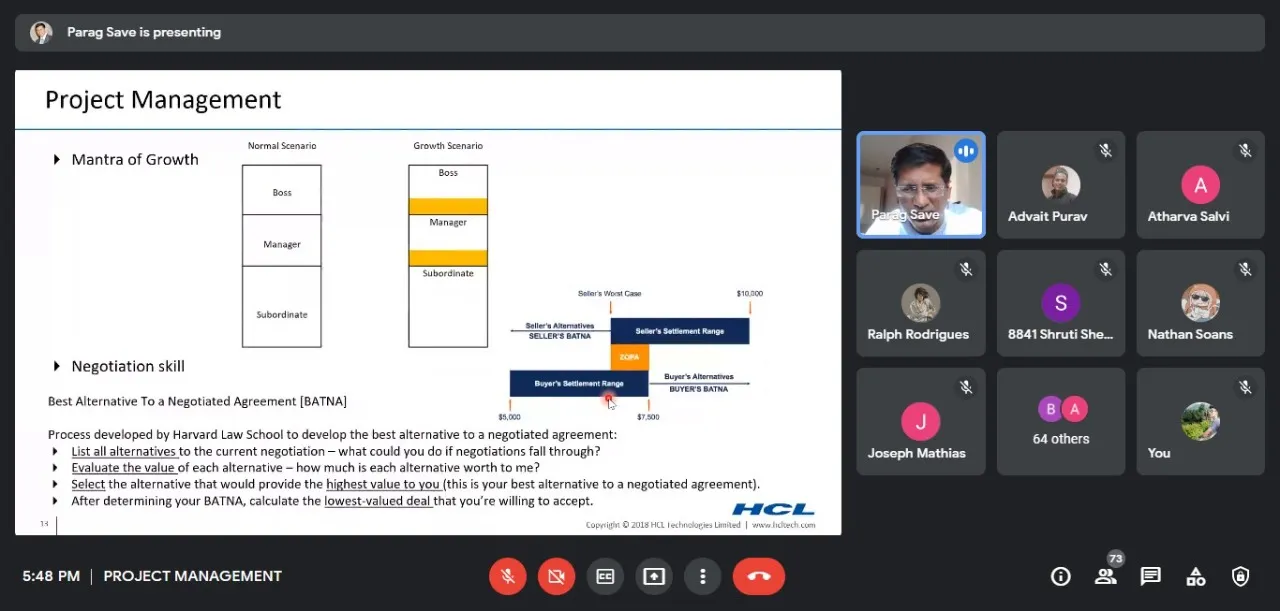 Parag Save is presenting
Project Management
Mantra of Growth
Normal Scenario
Boss
Manager
Subordinate
Growth Scenario
Boss
Manager
Subordinate
Seller's Worst Case
$10,000
Seller's Alternatives
SELLER'S BATNA
Seller's Settlement Range
ZOPA
Buyer's Settlement Range
Buyer's Alternatives
BUYER'S BATNA
$5,000
$7,500
Negotiation skill
Best Alternative To a Negotiated Agreement [BATNA]
Process developed by Harvard Law School to develop the best alternative to a negotiated agreement:
List all alternatives to the current negotiation – what could you do if negotiations fall through?
Evaluate the value of each alternative – how much is each alternative worth to me?
Select the alternative that would provide the highest value to you (this is your best alternative to a negotiated agreement).
After determining your BATNA, calculate the lowest-valued deal that you're willing to accept.
HCL
13
Copyright © 2018 HCL Technologies Limited | www.hcltech.com
Parag Save
Advait Purav
A
Atharva Salvi
Ralph Rodrigues
S
8841 Shruti She...
Nathan Soans
J
Joseph Mathias
B A
64 others
You
5:48 PM | PROJECT MANAGEMENT
CC
73